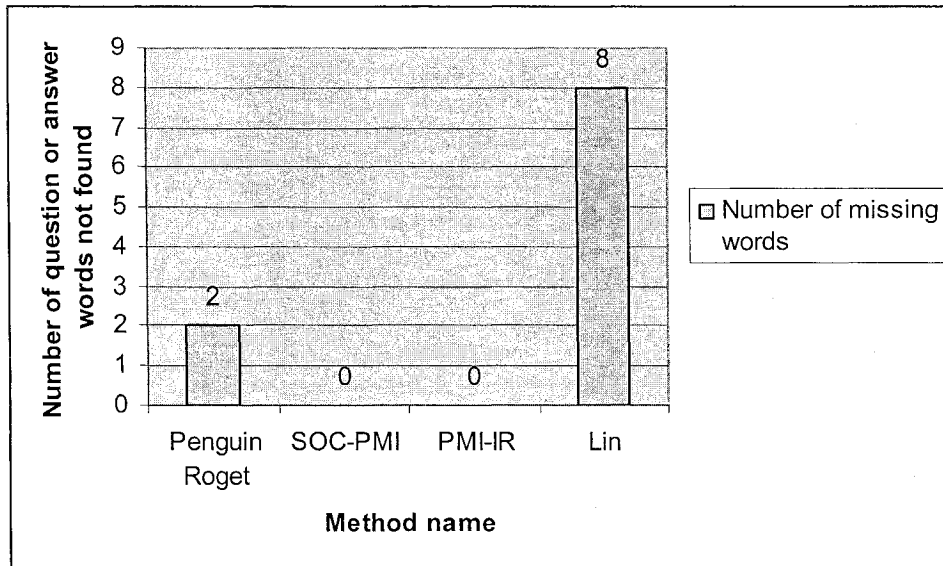 Number of question or answer
words not found
9
8
7
6
5
4
3
2
1
0
2
0
0
8
Penguin
Roget
SOC-PMI
PMI-IR
Lin
Method name
Number of missing
words